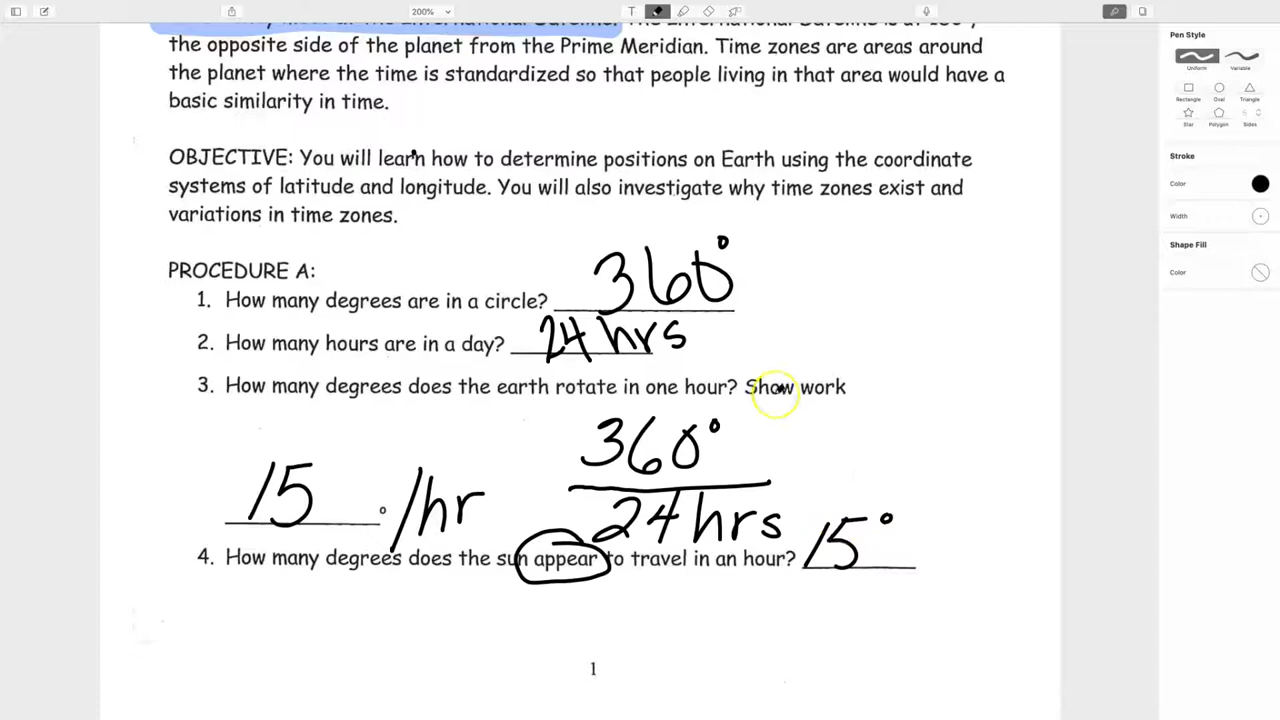 200%
Pen Style
Uniform Variable
Rectangle Oval Triangle
Star Polygon 5 Sides
Stroke
Color
Width
Shape Fill
Color
the opposite side of the planet from the Prime Meridian. Time zones are areas around
the planet where the time is standardized so that people living in that area would have a
basic similarity in time.
OBJECTIVE: You will learn how to determine positions on Earth using the coordinate
systems of latitude and longitude. You will also investigate why time zones exist and
variations in time zones.
PROCEDURE A:
1. How many degrees are in a circle? 360°
2. How many hours are in a day? 24 hrs
3. How many degrees does the earth rotate in one hour? Show work
360°
15 °/hr 24 hrs
4. How many degrees does the sun appear to travel in an hour? 15°
1